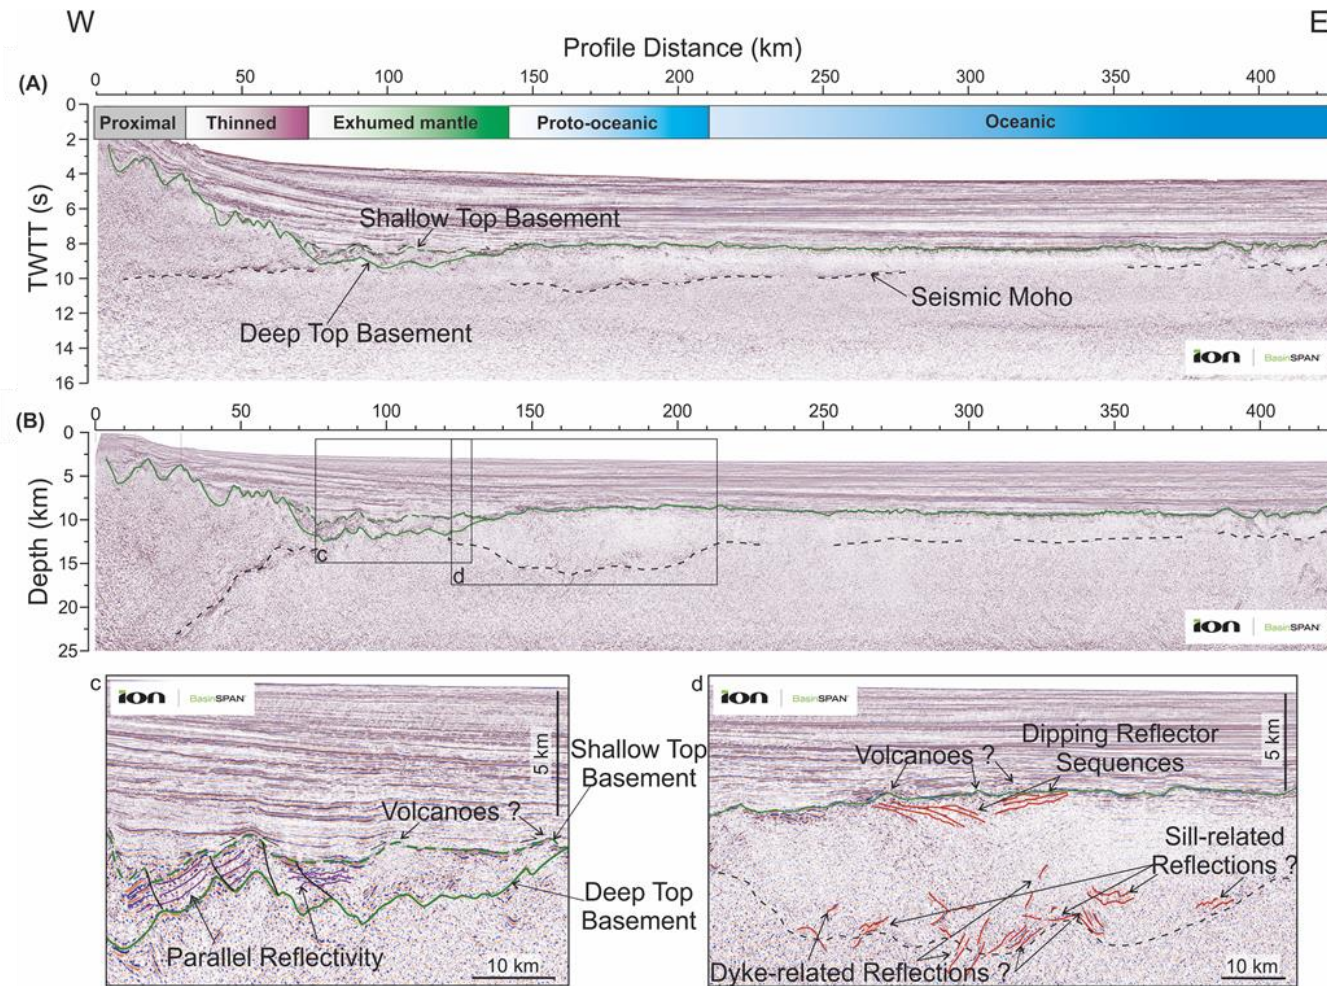 W
E
Profile Distance (km)
(A)
0 50 100 150 200 250 300 350 400
Proximal Thinned Exhumed mantle Proto-oceanic Oceanic
TWTT (s)
0
2
4
6
8
10
12
14
16
Shallow Top Basement
Deep Top Basement
Seismic Moho
ion BasinSPAN
(B)
0 50 100 150 200 250 300 350 400
Depth (km)
0
5
10
15
20
25
c
d
ion BasinSPAN
c
ion BasinSPAN
5 km
Shallow Top
Basement
Volcanoes ?
Deep Top
Basement
Parallel Reflectivity
10 km
d
ion BasinSPAN
5 km
Dipping Reflector
Sequences
Volcanoes ?
Sill-related
Reflections ?
Dyke-related Reflections ?
10 km